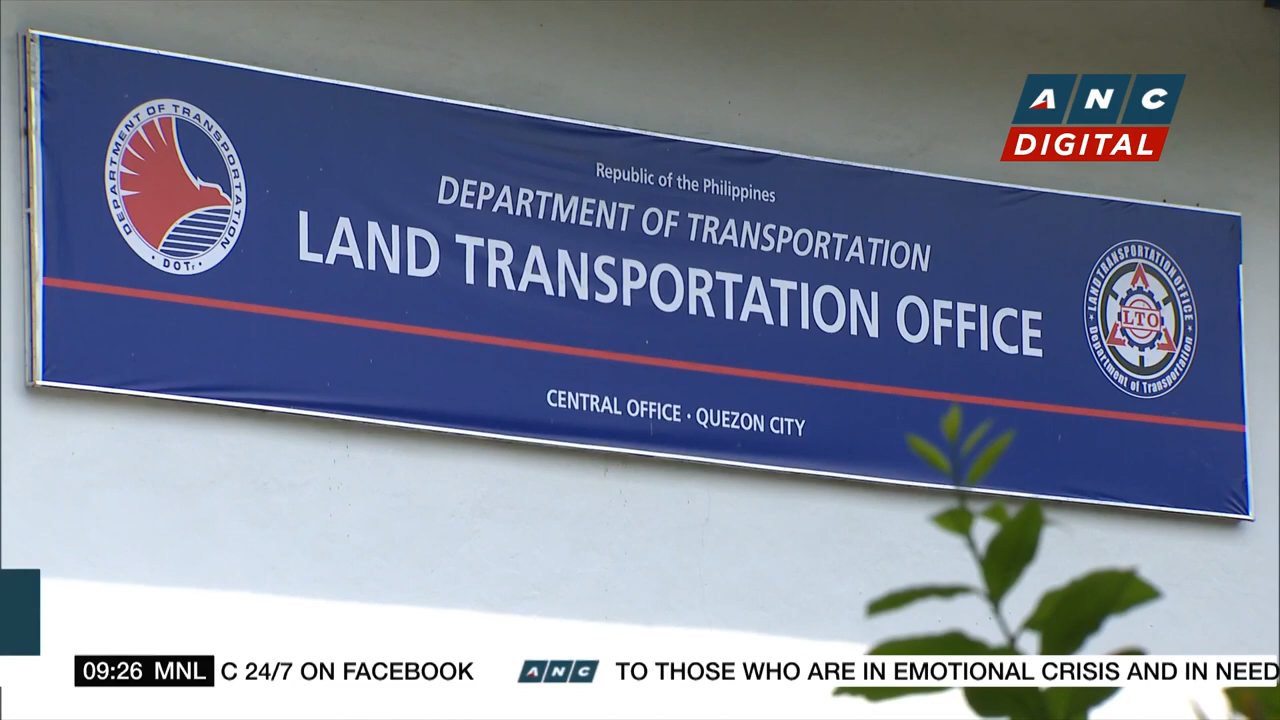 ANC
DIGITAL
DEPARTMENT OF TRANSPORTATION
• DOTr •
Republic of the Philippines
DEPARTMENT OF TRANSPORTATION
LAND TRANSPORTATION OFFICE
CENTRAL OFFICE • QUEZON CITY
LAND TRANSPORTATION OFFICE
LTO
Department of Transportation
09:26 MNL C 24/7 ON FACEBOOK ANC TO THOSE WHO ARE IN EMOTIONAL CRISIS AND IN NEED